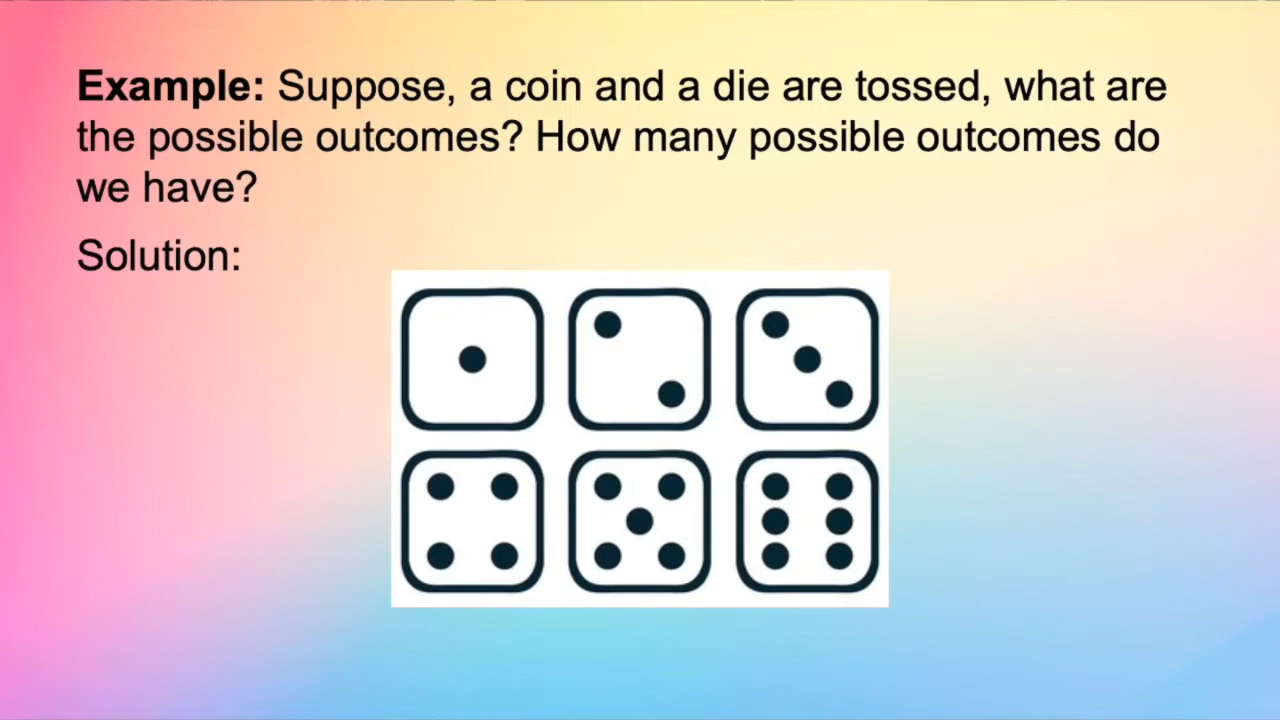 Example: Suppose, a coin and a die are tossed, what are
the possible outcomes? How many possible outcomes do
we have?
Solution: